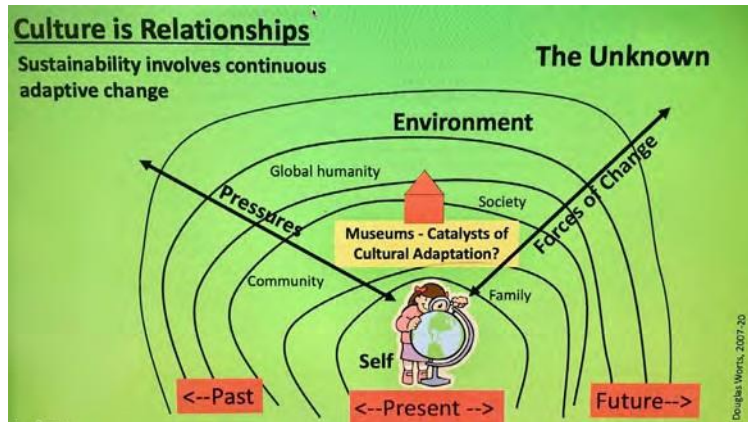 Culture is Relationships
Sustainability involves continuous
adaptive change
The Unknown
Environment
Global humanity
Pressures
Society
Forces of Change
Museums - Catalysts of
Cultural Adaptation?
Community
Family
Self
<--Past
<--Present -->
Future-->
Douglas Worts, 2007-20